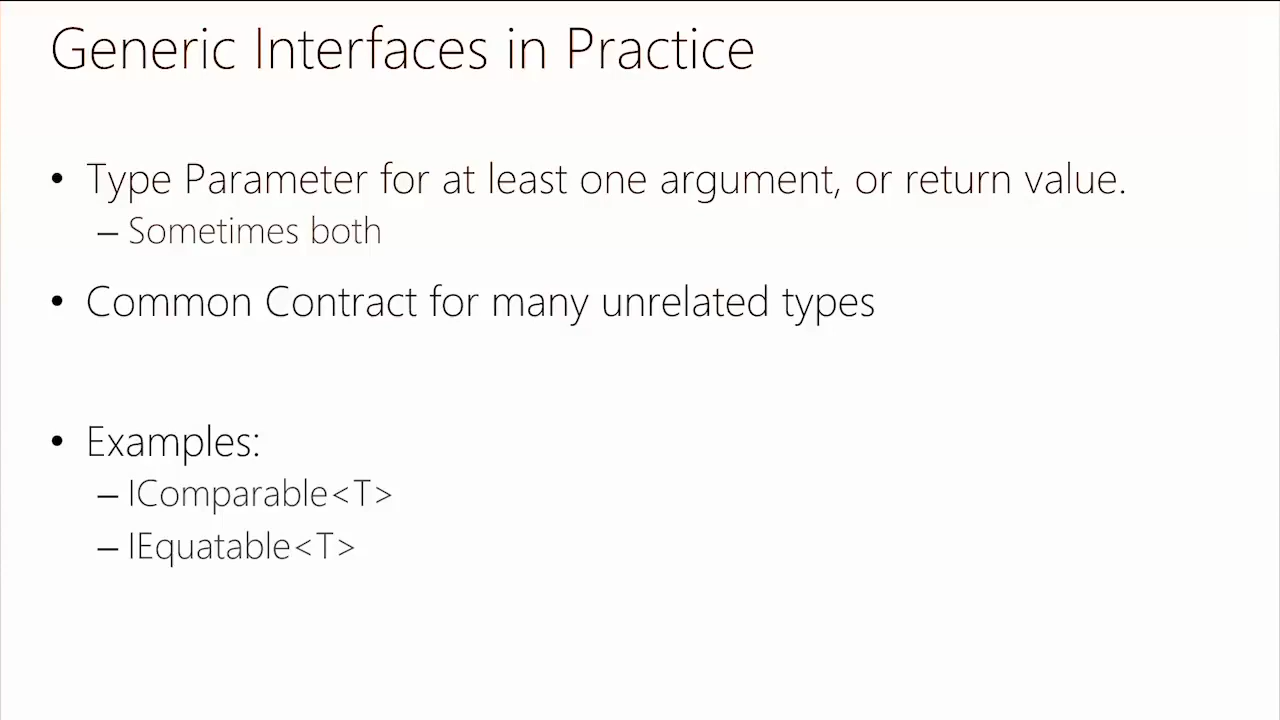 Generic Interfaces in Practice
• Type Parameter for at least one argument, or return value.
– Sometimes both
• Common Contract for many unrelated types
• Examples:
– IComparable<T>
– IEquatable<T>